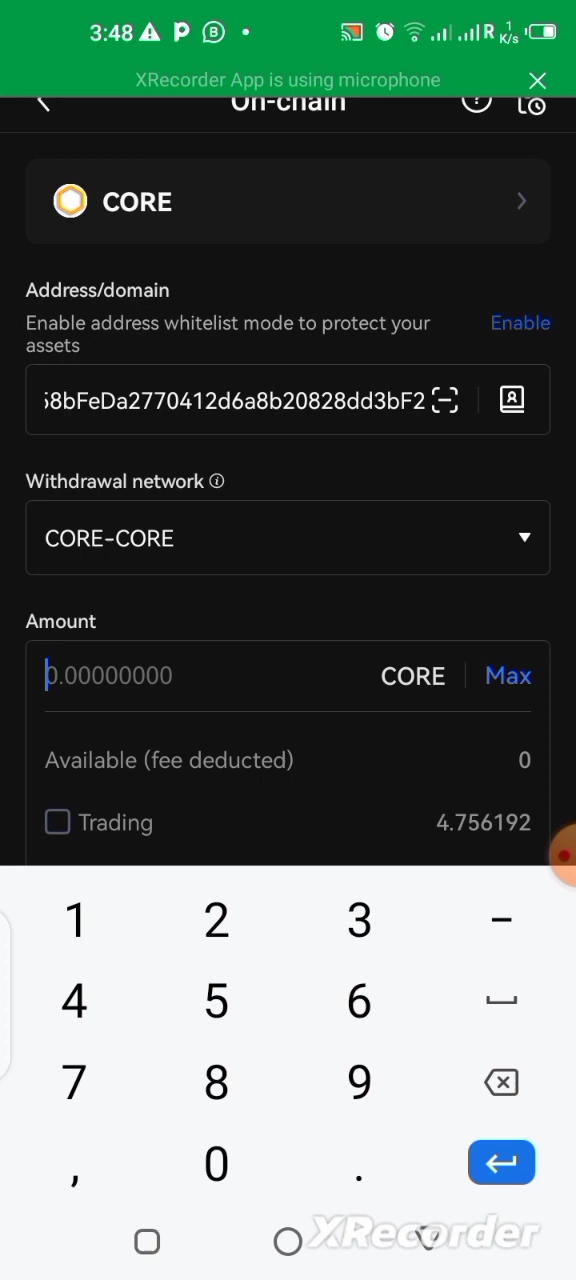 3:48
R 1 K/s
XRecorder App is using microphone
On-chain
CORE
Address/domain
Enable address whitelist mode to protect your assets
Enable
58bFeDa2770412d6a8b20828dd3bF2
Withdrawal network
CORE-CORE
Amount
0.00000000 CORE Max
Available (fee deducted) 0
Trading 4.756192
1 2 3 -
4 5 6
7 8 9
, 0 .
XRecorder